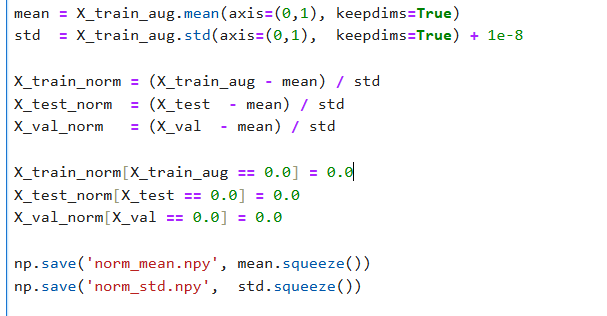 mean = X_train_aug.mean(axis=(0,1), keepdims=True)
std  = X_train_aug.std(axis=(0,1),  keepdims=True) + 1e-8

X_train_norm = (X_train_aug - mean) / std
X_test_norm  = (X_test  - mean) / std
X_val_norm   = (X_val  - mean) / std

X_train_norm[X_train_aug == 0.0] = 0.0
X_test_norm[X_test == 0.0] = 0.0
X_val_norm[X_val == 0.0] = 0.0

np.save('norm_mean.npy', mean.squeeze())
np.save('norm_std.npy',  std.squeeze())